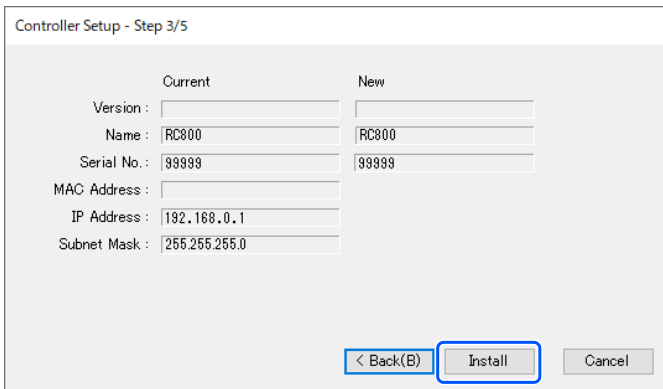 Controller Setup - Step 3/5
Current New
Version :
Name : RC800 RC800
Serial No. : 99999 99999
MAC Address :
IP Address : 192.168.0.1
Subnet Mask : 255.255.255.0
< Back(B) Install Cancel